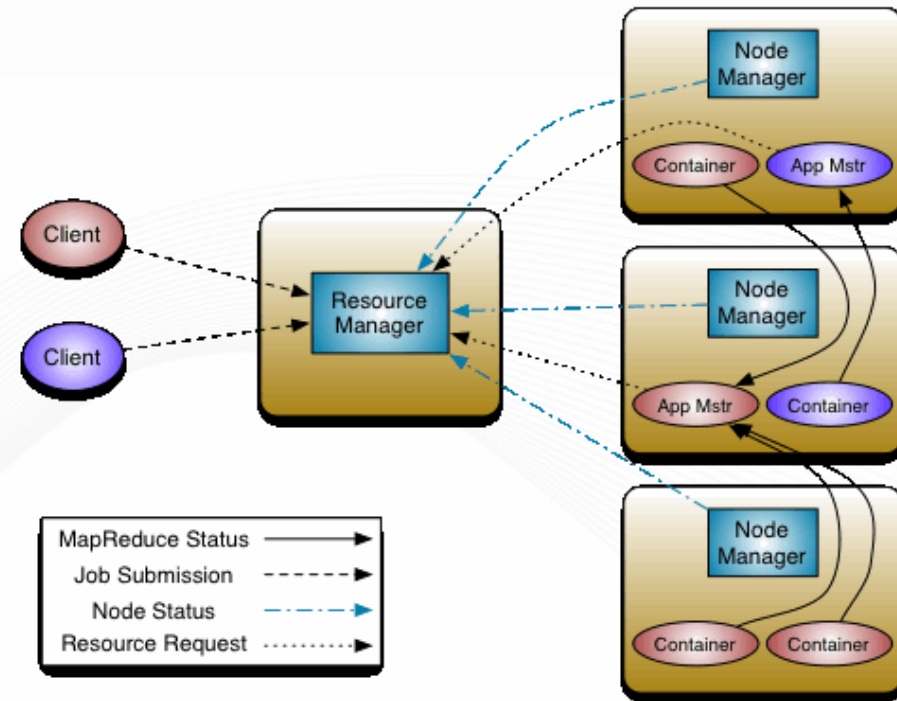 Client
Client
Resource
Manager
Node
Manager
Container
App Mstr
Node
Manager
App Mstr
Container
Node
Manager
Container
Container
MapReduce Status
Job Submission
Node Status
Resource Request